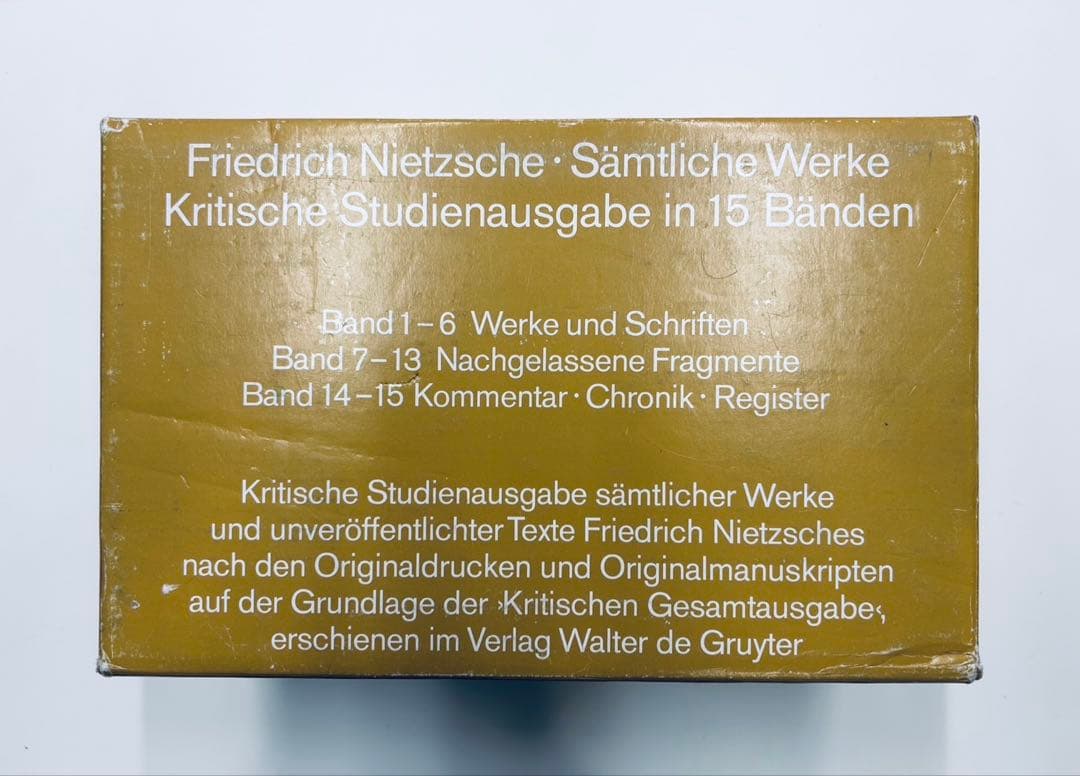 Friedrich Nietzsche · Sämtliche Werke
Kritische Studienausgabe in 15 Bänden
Band 1–6 Werke und Schriften
Band 7–13 Nachgelassene Fragmente
Band 14–15 Kommentar · Chronik · Register
Kritische Studienausgabe sämtlicher Werke
und unveröffentlichter Texte Friedrich Nietzsches
nach den Originaldrucken und Originalmanuskripten
auf der Grundlage der ›Kritischen Gesamtausgabe‹,
erschienen im Verlag Walter de Gruyter